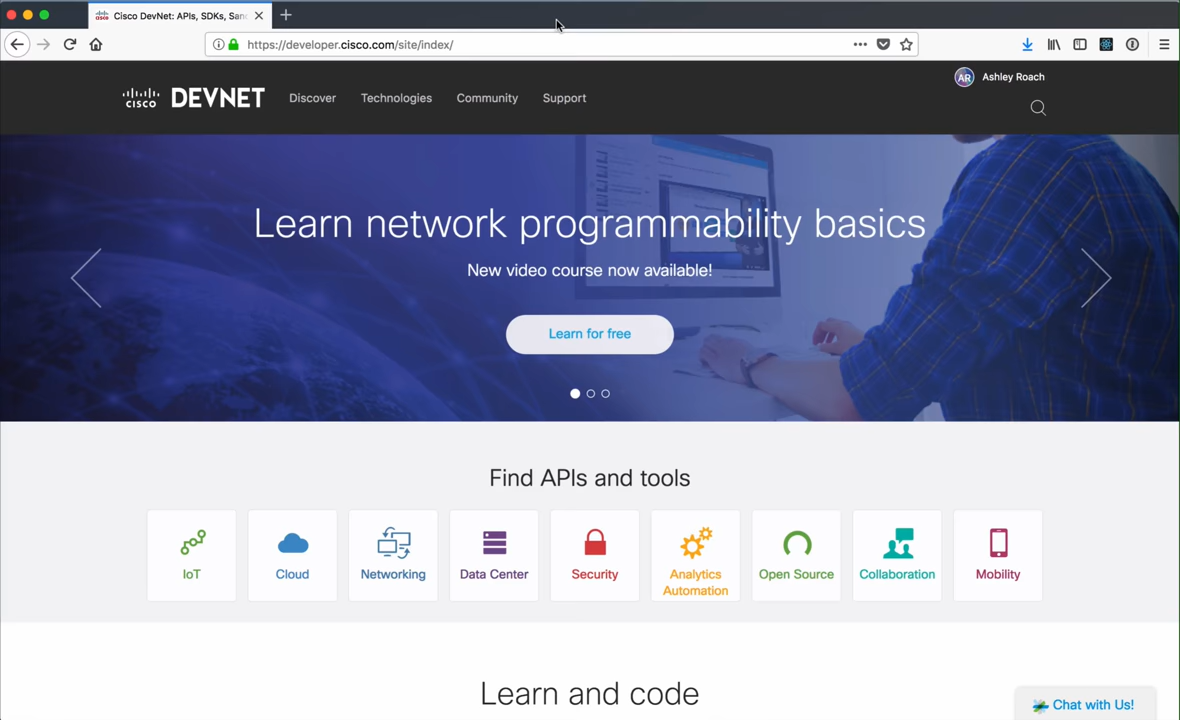 Cisco DevNet: APIs, SDKs, San
https://developer.cisco.com/site/index/
AR
Ashley Roach
CISCO DEVNET
Discover
Technologies
Community
Support
Learn network programmability basics
New video course now available!
Learn for free
Find APIs and tools
IoT
Cloud
Networking
Data Center
Security
Analytics
Automation
Open Source
Collaboration
Mobility
Learn and code
Chat with Us!